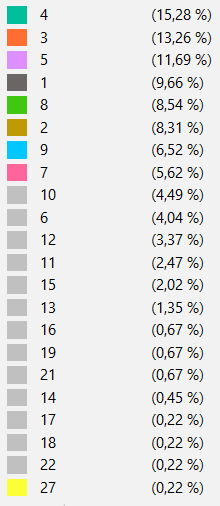 4 (15,28 %)
3 (13,26 %)
5 (11,69 %)
1 (9,66 %)
8 (8,54 %)
2 (8,31 %)
9 (6,52 %)
7 (5,62 %)
10 (4,49 %)
6 (4,04 %)
12 (3,37 %)
11 (2,47 %)
15 (2,02 %)
13 (1,35 %)
16 (0,67 %)
19 (0,67 %)
21 (0,67 %)
14 (0,45 %)
17 (0,22 %)
18 (0,22 %)
22 (0,22 %)
27 (0,22 %)